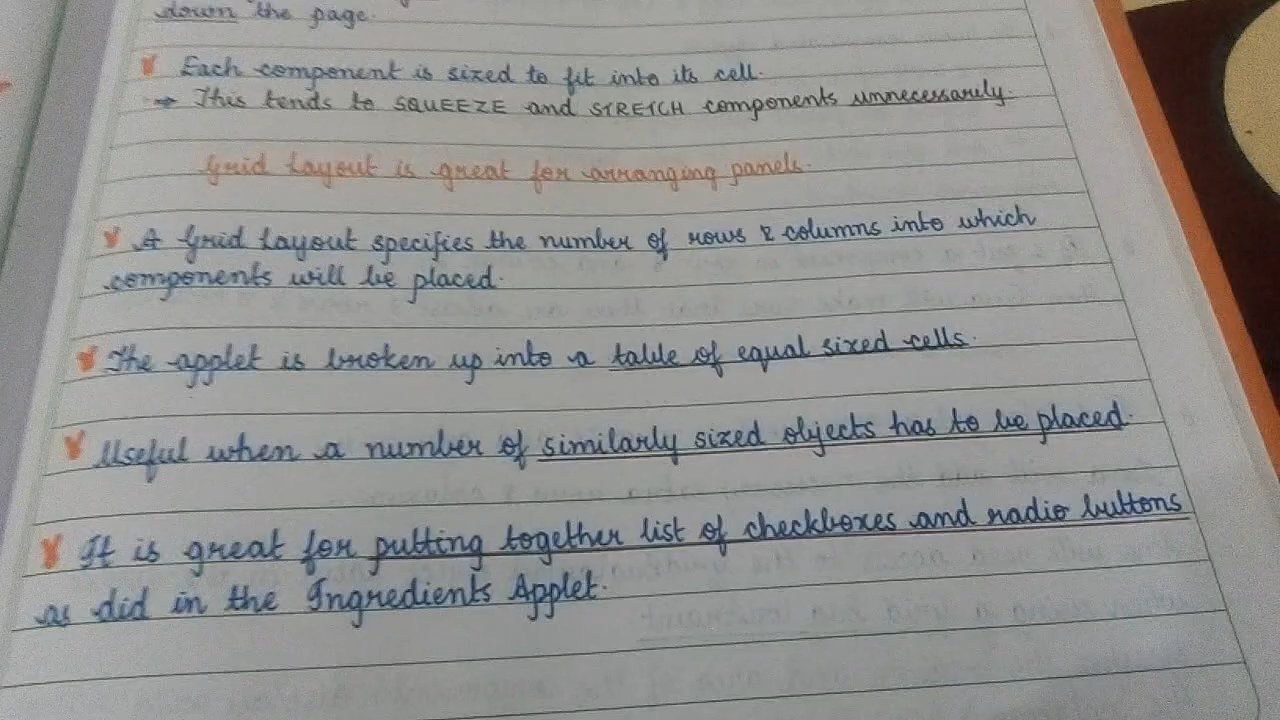 down the page.
Each component is sized to fit into its cell.
→ This tends to SQUEEZE and STRETCH components unnecessarily.
Grid Layout is great for arranging panels.
A Grid Layout specifies the number of rows & columns into which
components will be placed.
The applet is broken up into a table of equal sized cells.
Useful when a number of similarly sized objects has to be placed.
It is great for putting together list of checkboxes and radio buttons
as did in the Ingredients Applet.